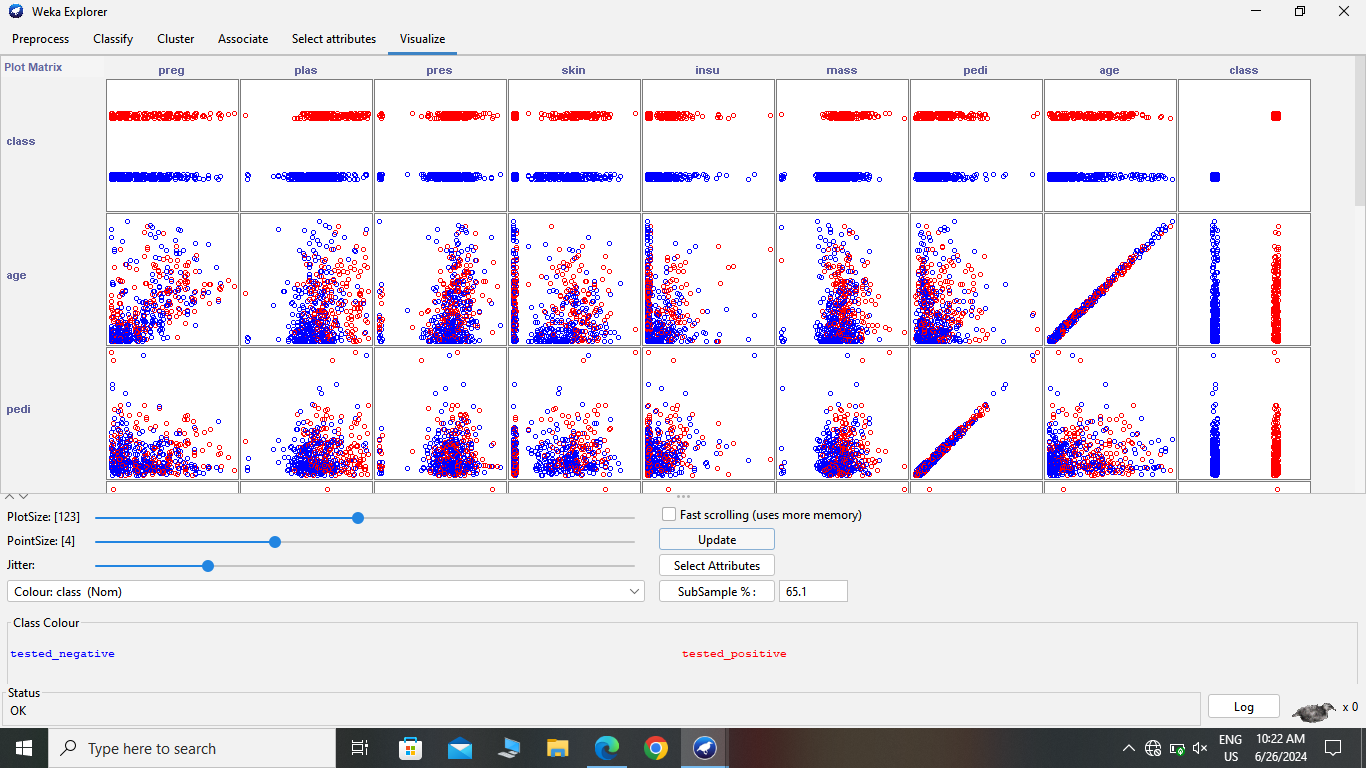 Weka Explorer
Preprocess Classify Cluster Associate Select attributes Visualize
Plot Matrix preg plas pres skin insu mass pedi age class
class
age
pedi
PlotSize: [123]
Fast scrolling (uses more memory)
PointSize: [4]
Update
Jitter:
Select Attributes
Colour: class (Nom)
SubSample % : 65.1
Class Colour
tested_negative tested_positive
Status
OK
Log
x 0
Type here to search
ENG
US
10:22 AM
6/26/2024